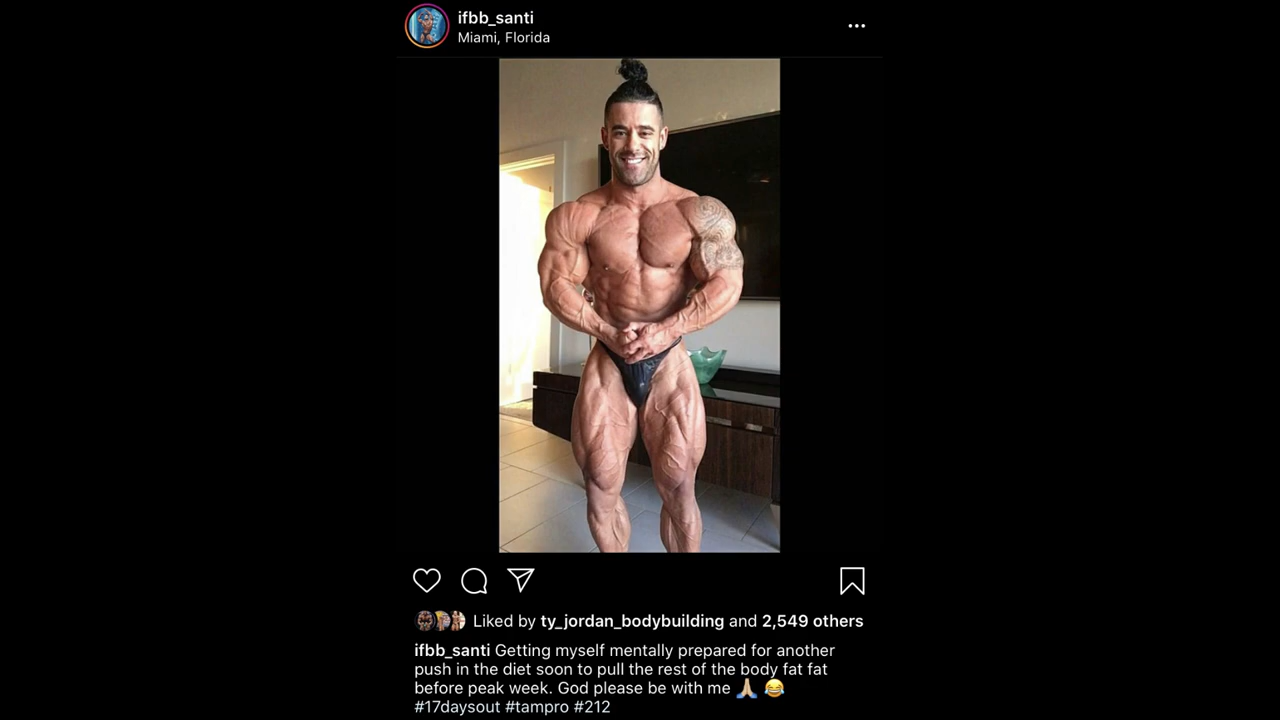 ifbb_santi
Miami, Florida
Liked by ty_jordan_bodybuilding and 2,549 others
ifbb_santi Getting myself mentally prepared for another
push in the diet soon to pull the rest of the body fat fat
before peak week. God please be with me 🙏🏼 😂
#17daysout #tampro #212